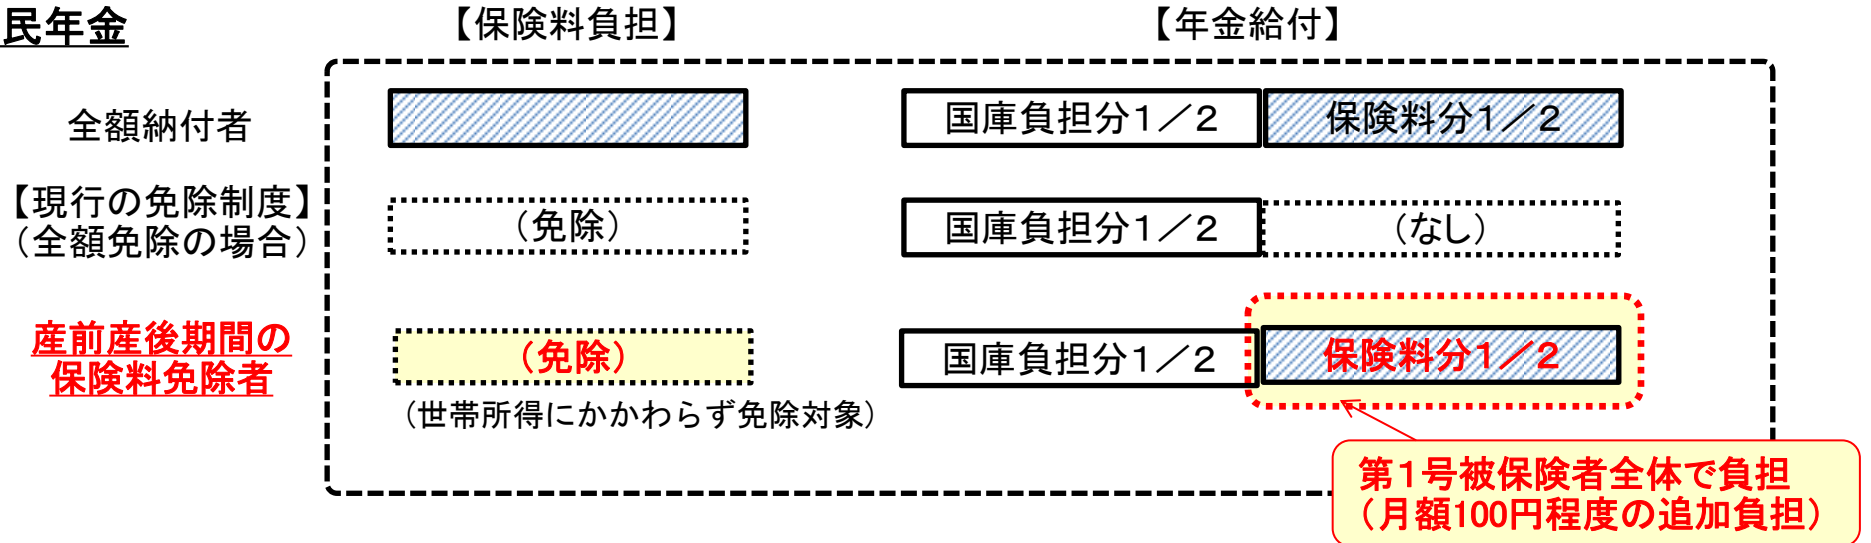 民年金
【保険料負担】
【年金給付】
全額納付者
国庫負担分1／2
保険料分1／2
【現行の免除制度】
（全額免除の場合）
（免除）
国庫負担分1／2
（なし）
産前産後期間の
保険料免除者
（免除）
国庫負担分1／2
保険料分1／2
（世帯所得にかかわらず免除対象）
第1号被保険者全体で負担
（月額100円程度の追加負担）